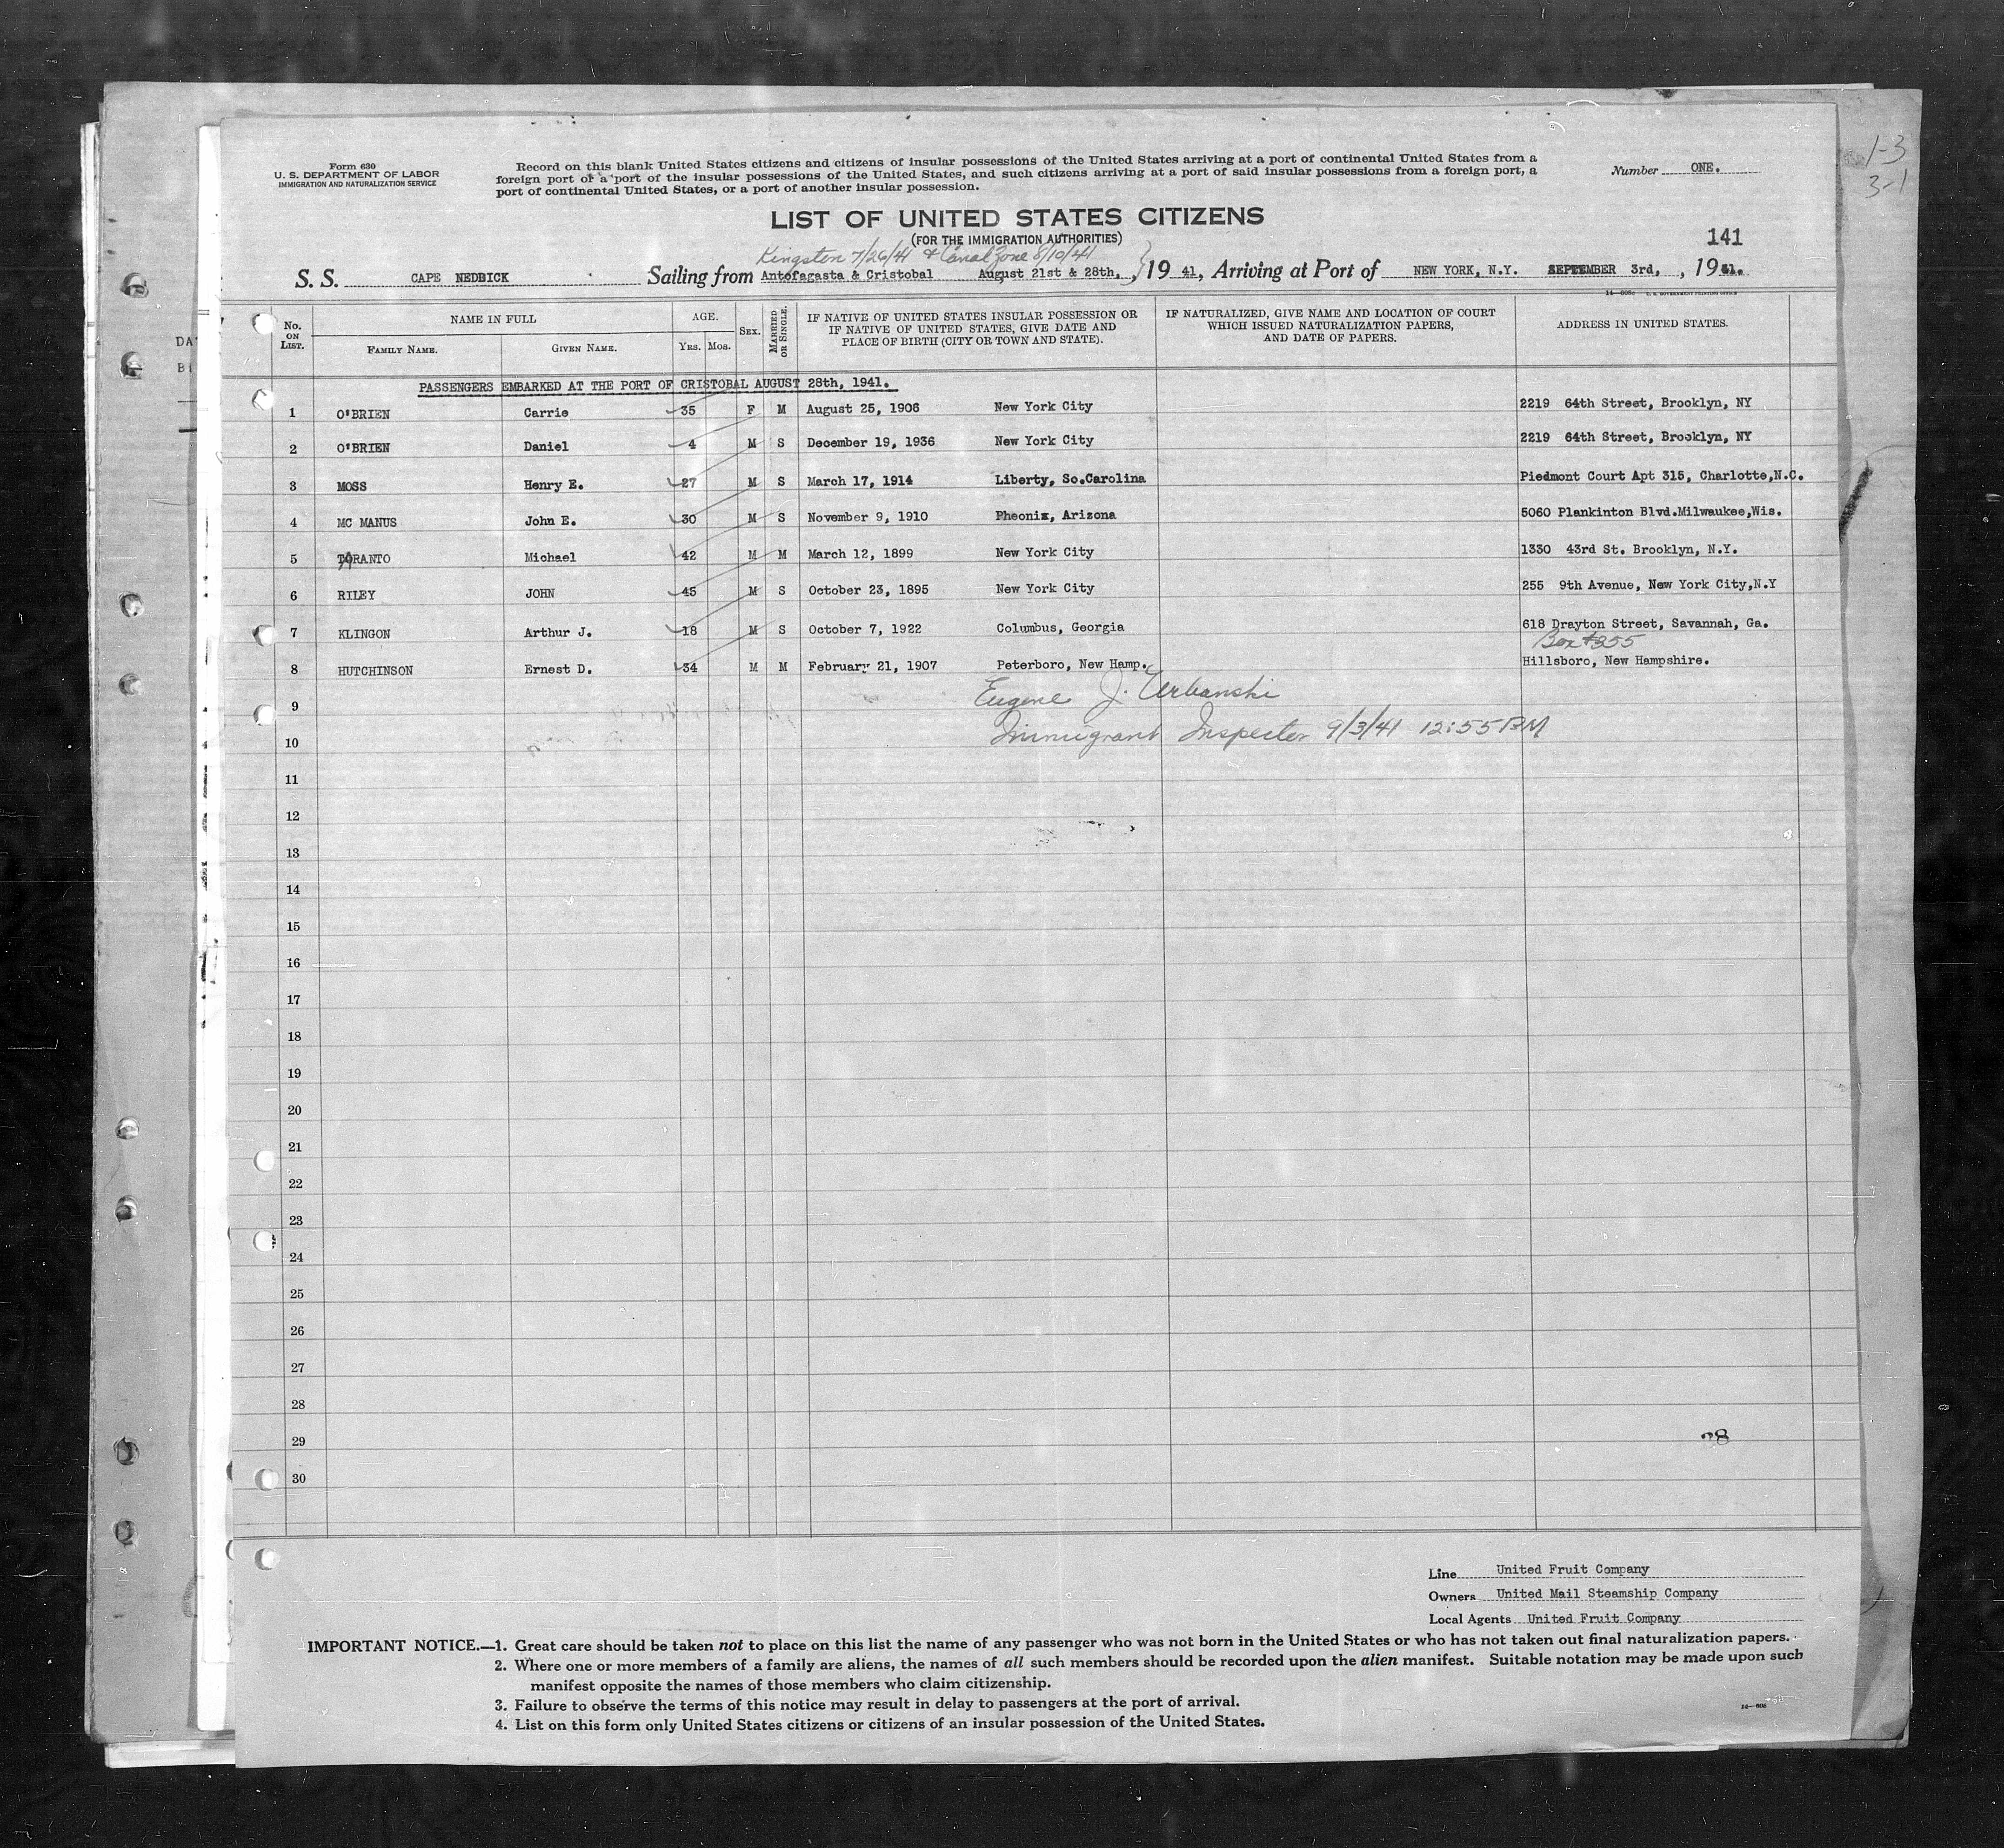 1-3
3-1
Form 630
U. S. DEPARTMENT OF LABOR
IMMIGRATION AND NATURALIZATION SERVICE
Record on this blank United States citizens and citizens of insular possessions of the United States arriving at a port of continental United States from a
foreign port or a port of the insular possessions of the United States, and such citizens arriving at a port of said insular possessions from a foreign port, a
port of continental United States, or a port of another insular possession.
Number ONE.
LIST OF UNITED STATES CITIZENS
(FOR THE IMMIGRATION AUTHORITIES)
141
Kingston 7/26/41 & Canal Zone 8/10/41
S. S. CAPE NEDDICK Sailing from Antofagasta & Cristobal August 21st & 28th, , 19 41, Arriving at Port of NEW YORK, N.Y. SEPTEMBER 3rd, , 1941.
No. ON LIST. NAME IN FULL FAMILY NAME. GIVEN NAME. AGE. YRS. MOS. SEX. MARRIED OR SINGLE. IF NATIVE OF UNITED STATES INSULAR POSSESSION OR IF NATIVE OF UNITED STATES, GIVE DATE AND PLACE OF BIRTH (CITY OR TOWN AND STATE). IF NATURALIZED, GIVE NAME AND LOCATION OF COURT WHICH ISSUED NATURALIZATION PAPERS, AND DATE OF PAPERS. ADDRESS IN UNITED STATES.
PASSENGERS EMBARKED AT THE PORT OF CRISTOBAL AUGUST 28th, 1941.
1 O'BRIEN Carrie 35 F M August 25, 1906 New York City 2219 64th Street, Brooklyn, NY
2 O'BRIEN Daniel 4 M S December 19, 1936 New York City 2219 64th Street, Brooklyn, NY
3 MOSS Henry E. 27 M S March 17, 1914 Liberty, So.Carolina Piedmont Court Apt 315, Charlotte,N.C.
4 MC MANUS John E. 30 M S November 9, 1910 Pheonix, Arizona 5060 Plankinton Blvd.Milwaukee,Wis.
5 TARANTO Michael 42 M M March 12, 1899 New York City 1330 43rd St. Brooklyn, N.Y.
6 RILEY JOHN 45 M S October 23, 1895 New York City 255 9th Avenue, New York City,N.Y
7 KLINGON Arthur J. 18 M S October 7, 1922 Columbus, Georgia 618 Drayton Street, Savannah, Ga.
Box #355
8 HUTCHINSON Ernest D. 34 M M February 21, 1907 Peterboro, New Hamp. Hillsboro, New Hampshire.
Eugene J. Urbanski
9
Immigrant Inspector 9/3/41 12:55 PM
10
11
12
13
14
15
16
17
18
19
20
21
22
23
24
25
26
27
28
29
30
Line United Fruit Company
Owners United Mail Steamship Company
Local Agents United Fruit Company
IMPORTANT NOTICE.—1. Great care should be taken not to place on this list the name of any passenger who was not born in the United States or who has not taken out final naturalization papers.
2. Where one or more members of a family are aliens, the names of all such members should be recorded upon the alien manifest. Suitable notation may be made upon such
manifest opposite the names of those members who claim citizenship.
3. Failure to observe the terms of this notice may result in delay to passengers at the port of arrival.
4. List on this form only United States citizens or citizens of an insular possession of the United States.